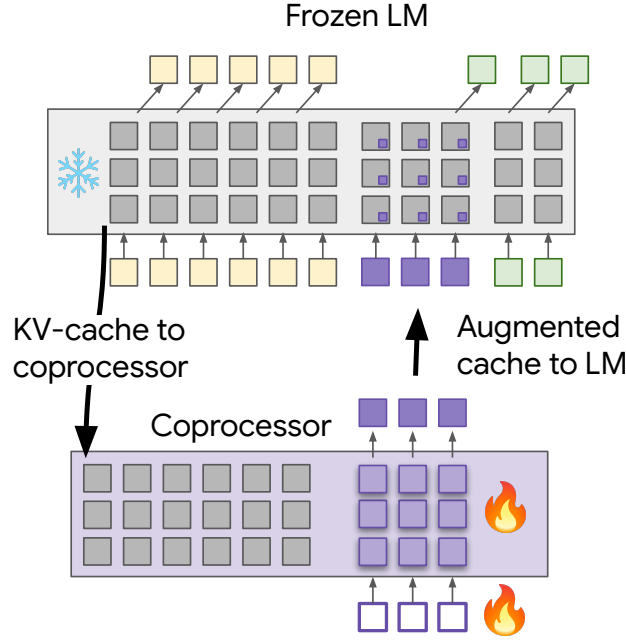 Frozen LM
KV-cache to
coprocessor
Augmented
cache to LM
Coprocessor